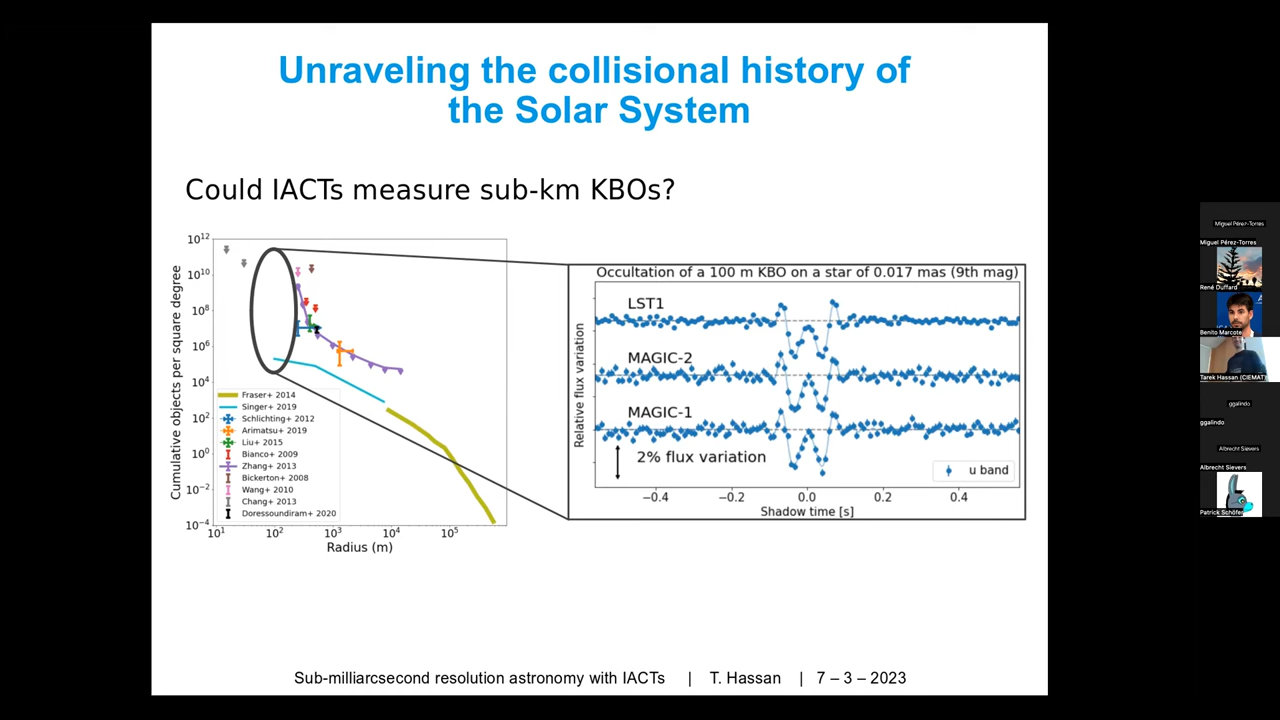 Unraveling the collisional history of
the Solar System
Could IACTs measure sub-km KBOs?
Cumulative objects per square degree
10^12
10^10
10^8
10^6
10^4
10^2
10^0
10^−2
10^−4
Fraser+ 2014
Singer+ 2019
Schlichting+ 2012
Arimatsu+ 2019
Liu+ 2015
Bianco+ 2009
Zhang+ 2013
Bickerton+ 2008
Wang+ 2010
Chang+ 2013
Doressoundiram+ 2020
10^1 10^2 10^3 10^4 10^5
Radius (m)
Occultation of a 100 m KBO on a star of 0.017 mas (9th mag)
Relative flux variation
LST1
MAGIC-2
MAGIC-1
2% flux variation
u band
−0.4 −0.2 0.0 0.2 0.4
Shadow time [s]
Sub-milliarcsecond resolution astronomy with IACTs | T. Hassan | 7 – 3 – 2023
Miguel Pérez-Torres
Miguel Pérez-Torres
René Duffard
Benito Marcote
Tarek Hassan (CIEMAT)
ggalindo
ggalindo
Albrecht Sievers
Albrecht Sievers